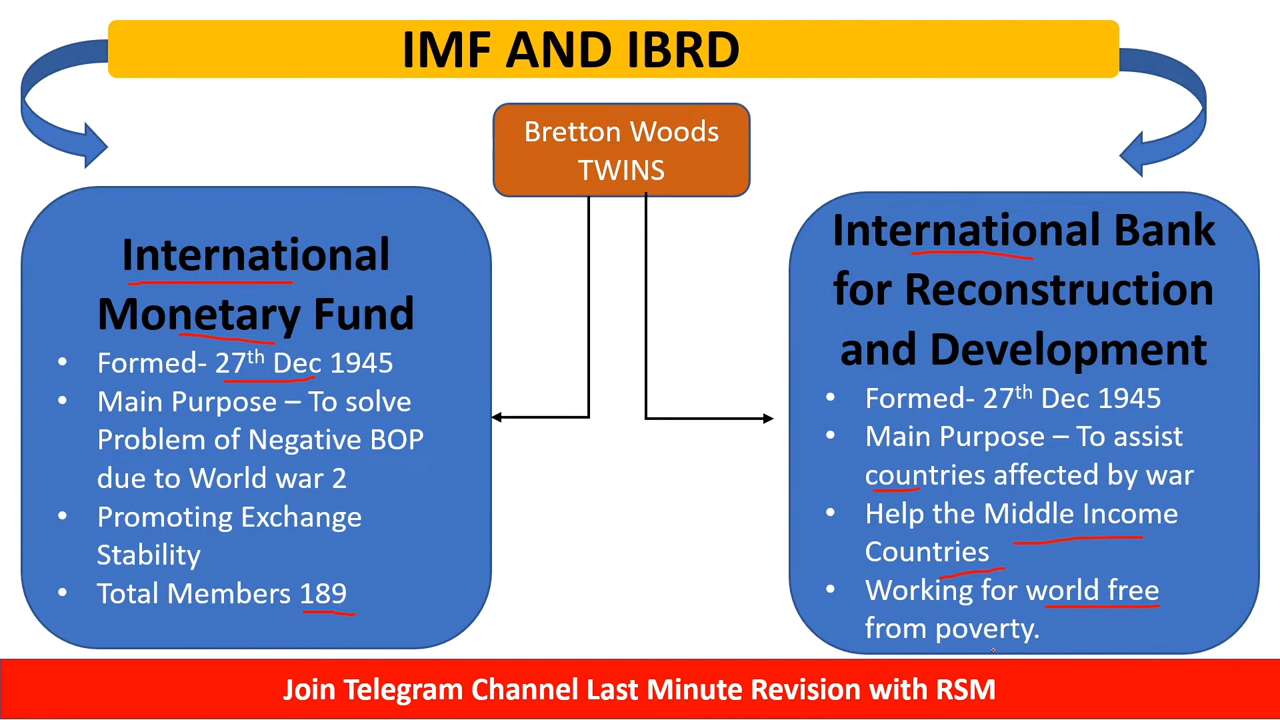 IMF AND IBRD
Bretton Woods
TWINS
International
Monetary Fund
• Formed- 27th Dec 1945
• Main Purpose – To solve
Problem of Negative BOP
due to World war 2
• Promoting Exchange
Stability
• Total Members 189
International Bank
for Reconstruction
and Development
• Formed- 27th Dec 1945
• Main Purpose – To assist
countries affected by war
• Help the Middle Income
Countries
• Working for world free
from poverty.
Join Telegram Channel Last Minute Revision with RSM